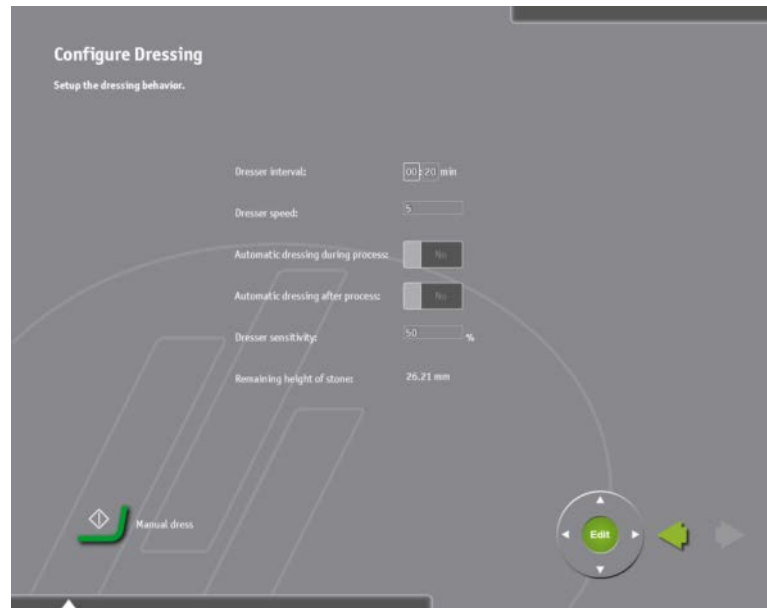 Configure Dressing
Setup the dressing behavior.
Dresser interval: 00:20 min
Dresser speed: 5
Automatic dressing during process: No
Automatic dressing after process: No
Dresser sensitivity: 50 %
Remaining height of stone: 26.21 mm
Manual dress
Edit